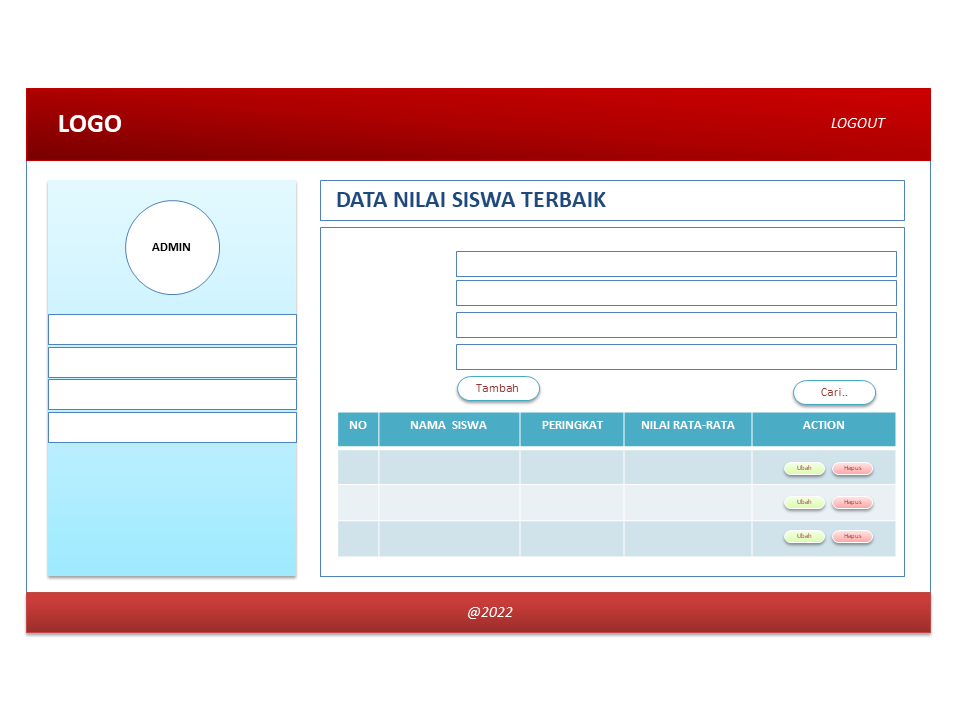 LOGO
LOGOUT
ADMIN
DATA NILAI SISWA TERBAIK
Tambah
Cari..
NO NAMA SISWA PERINGKAT NILAI RATA-RATA ACTION
Ubah Hapus
Ubah Hapus
Ubah Hapus
@2022